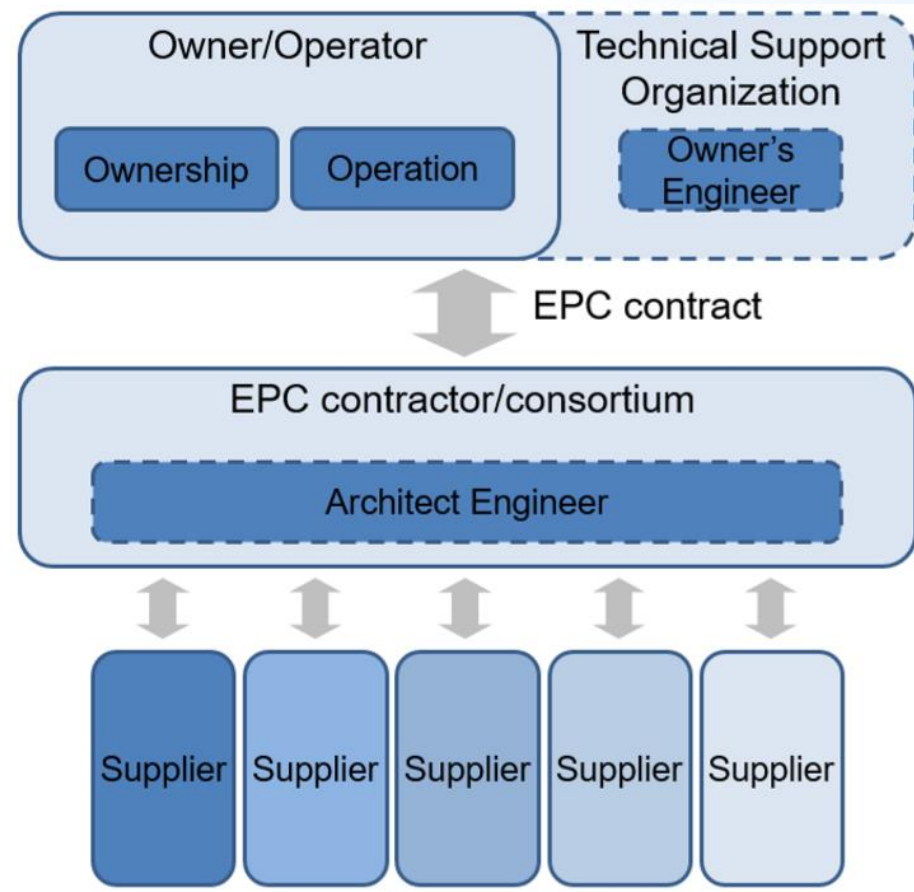 Owner/Operator
Technical Support
Organization
Ownership
Operation
Owner's
Engineer
EPC contract
EPC contractor/consortium
Architect Engineer
Supplier
Supplier
Supplier
Supplier
Supplier